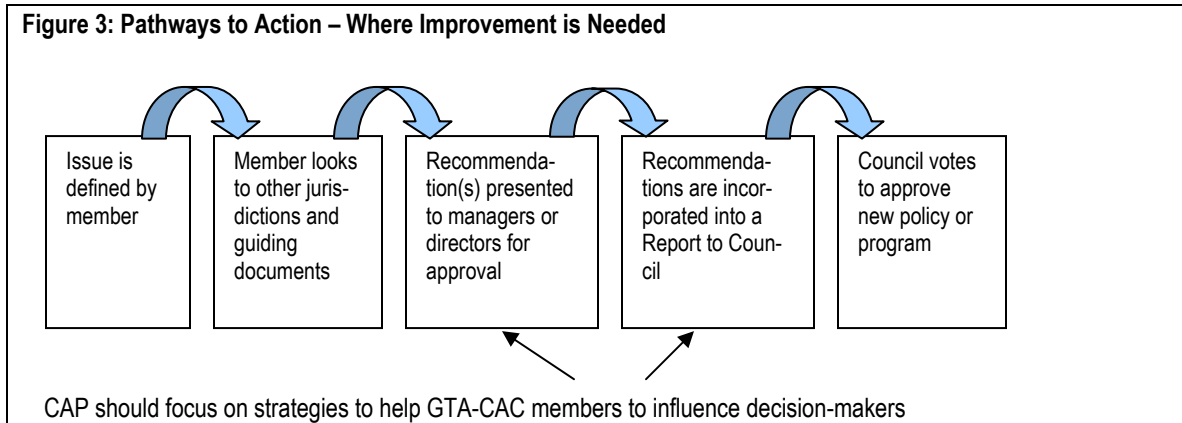 Figure 3: Pathways to Action – Where Improvement is Needed
Issue is
defined by
member
Member looks
to other juris-
dictions and
guiding
documents
Recommenda-
tion(s) presented
to managers or
directors for
approval
Recommenda-
tions are incor-
porated into a
Report to Coun-
cil
Council votes
to approve
new policy or
program
CAP should focus on strategies to help GTA-CAC members to influence decision-makers